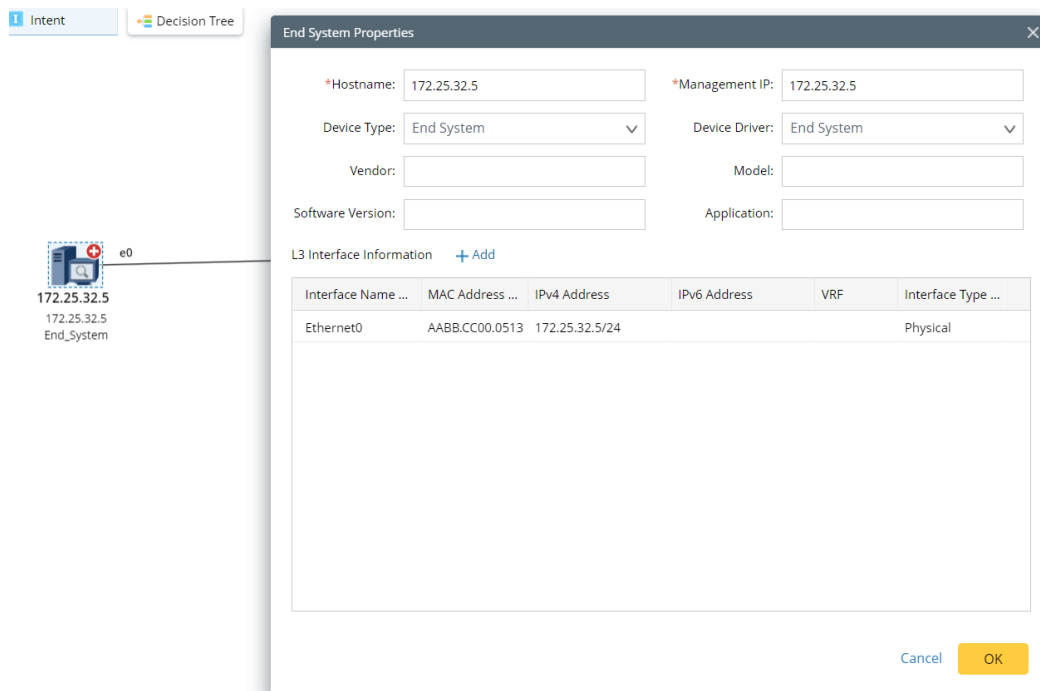 Intent
Decision Tree
End System Properties
*Hostname: 172.25.32.5
*Management IP: 172.25.32.5
Device Type: End System
Device Driver: End System
Vendor:
Model:
Software Version:
Application:
L3 Interface Information + Add
Interface Name ... MAC Address ... IPv4 Address IPv6 Address VRF Interface Type ...
Ethernet0 AABB.CC00.0513 172.25.32.5/24 Physical
e0
172.25.32.5
172.25.32.5
End_System
Cancel OK